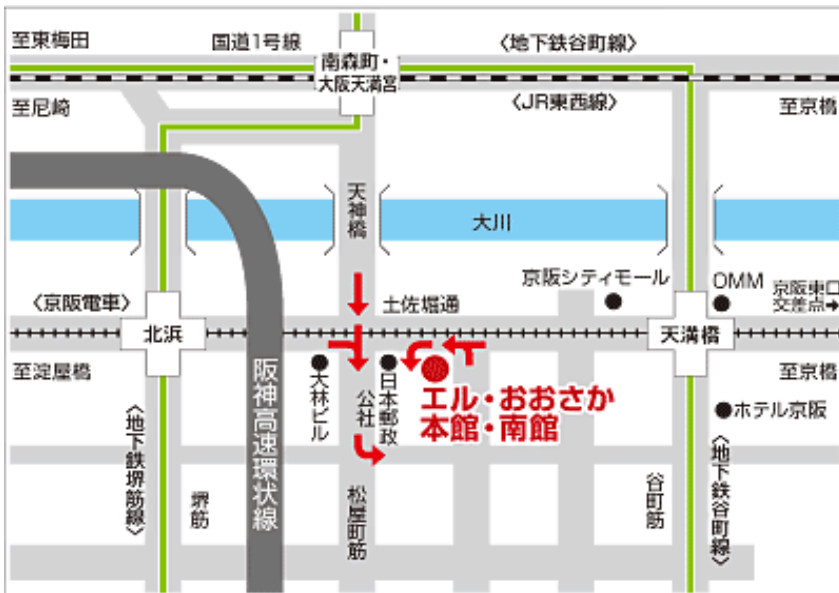 至東梅田
国道1号線
〈地下鉄谷町線〉
南森町・
大阪天満宮
至尼崎
〈JR東西線〉
至京橋
天神橋
大川
京阪シティモール
OMM
京阪東口
交差点➔
〈京阪電車〉
土佐堀通
北浜
天満橋
至淀屋橋
至京橋
大林ビル
公社
日本郵政
エル・おおさか
本館・南館
ホテル京阪
阪神高速環状線
〈地下鉄堺筋線〉
堺筋
松屋町筋
谷町筋
〈地下鉄谷町線〉